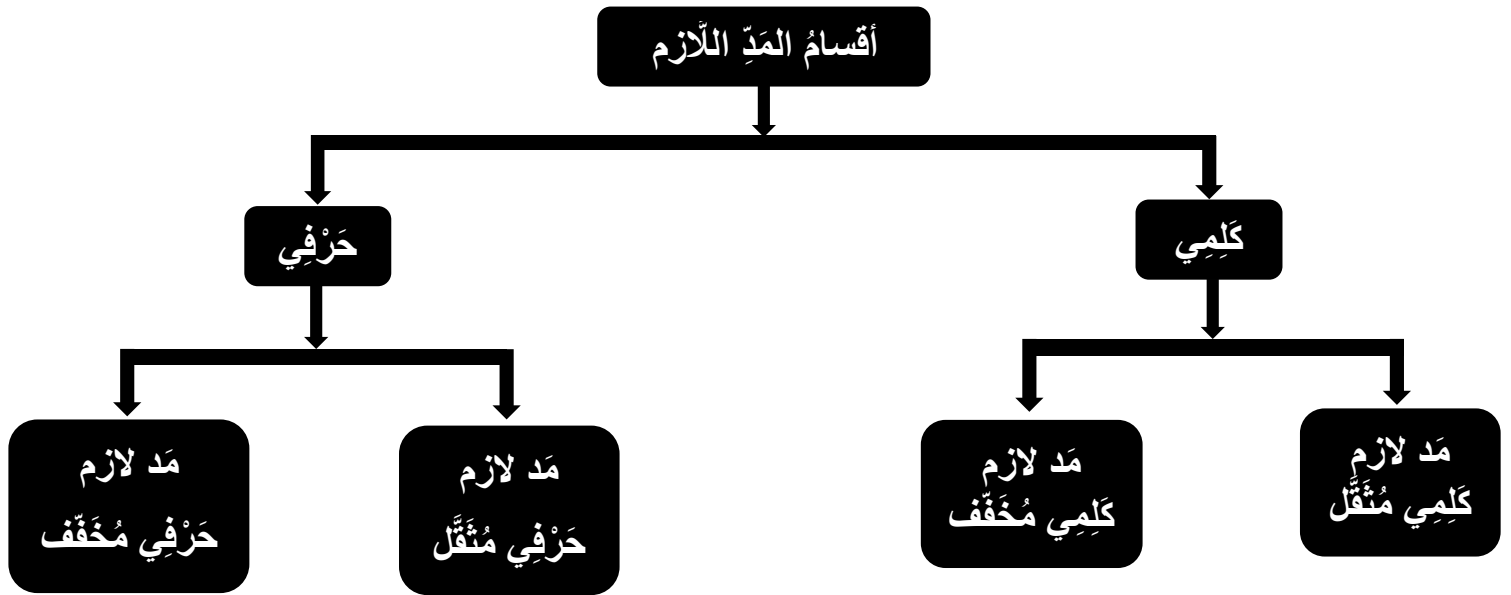 أقسامُ المَدِّ اللَّازم
كَلِمِي
حَرْفِي
مَد لازم
كَلِمِي مُثَقَّل
مَد لازم
كَلِمِي مُخَفّف
مَد لازم
حَرْفِي مُثَقَّل
مَد لازم
حَرْفِي مُخَفّف